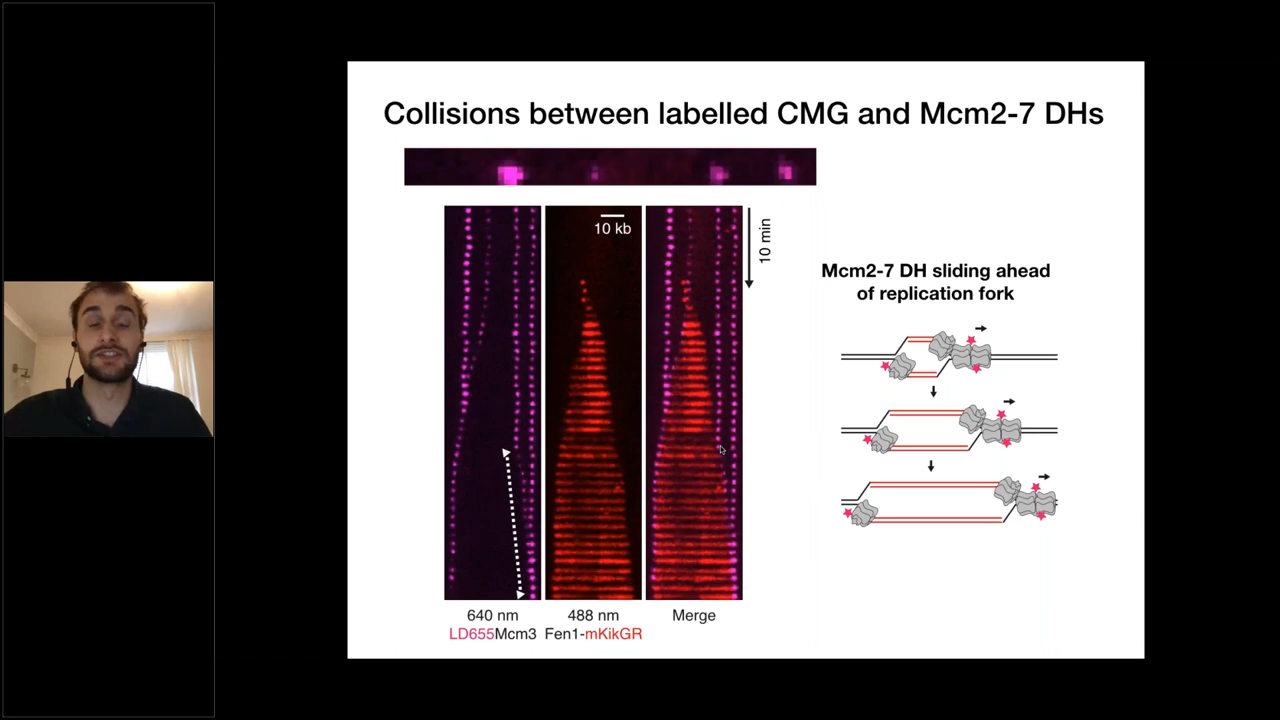 Collisions between labelled CMG and Mcm2-7 DHs
10 kb
10 min
Mcm2-7 DH sliding ahead
of replication fork
640 nm
LD655Mcm3
488 nm
Fen1-mKikGR
Merge